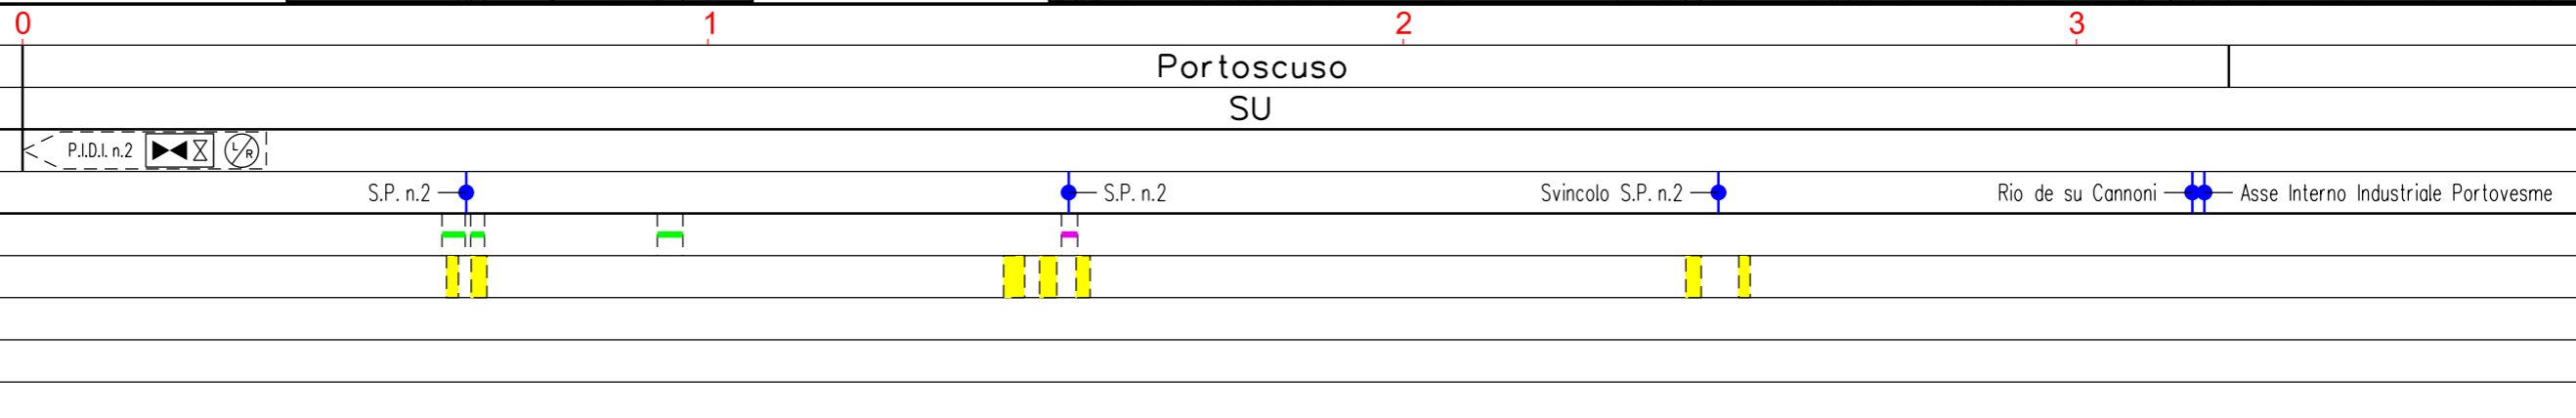 0 1 2 3
Portoscuso
SU
P.I.D.I. n.2 L/R
S.P. n.2 S.P. n.2 Svincolo S.P. n.2 Rio de su Cannoni Asse Interno Industriale Portovesme